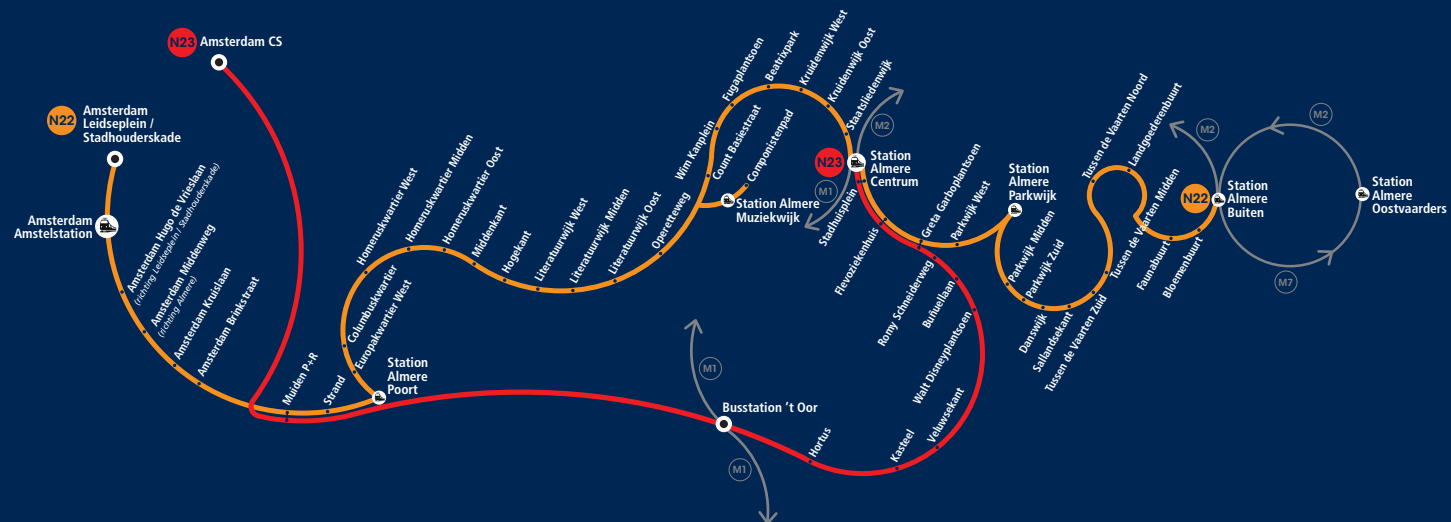 N23
Amsterdam CS
N22
Amsterdam
Leidseplein /
Stadhouderskade
Amsterdam
Amstelstation
Amsterdam Hugo de Vrieslaan
(richting Leidseplein / Stadhouderskade)
Amsterdam Middenweg
(richting Almere)
Amsterdam Kruislaan
Amsterdam Brinkstraat
Muiden P+R
Strand
Station
Almere
Poort
Europakwartier West
Columbuskwartier
Homeruskwartier West
Homeruskwartier Midden
Homeruskwartier Oost
Middenkant
Hogekant
Literatuurwijk West
Literatuurwijk Midden
Literatuurwijk Oost
Operetteweg
Station Almere
Muziekwijk
Componistenpad
Count Basiestraat
Wim Kanplein
Fugaplantsoen
Beatrixpark
Kruidenwijk West
Kruidenwijk Oost
Staatsliedenwijk
M2
N23
Station
Almere
Centrum
M1
Stadhuisplein
Flevoziekenhuis
Greta Garboplantsoen
Parkwijk West
Station
Almere
Parkwijk
Parkwijk Midden
Parkwijk Zuid
Danswijk
Sallandsekant
Tussen de Vaarten Zuid
Tussen de Vaarten Noord
Landgoederenbuurt
Tussen de Vaarten Midden
Faunabuurt
Bloemenbuurt
M2
N22
Station
Almere
Buiten
M2
M7
Station
Almere
Oostvaarders
Romy Schneiderweg
Buñuellaan
Walt Disneyplantsoen
Veluwsekant
Kasteel
Hortus
Busstation 't Oor
M1
M1